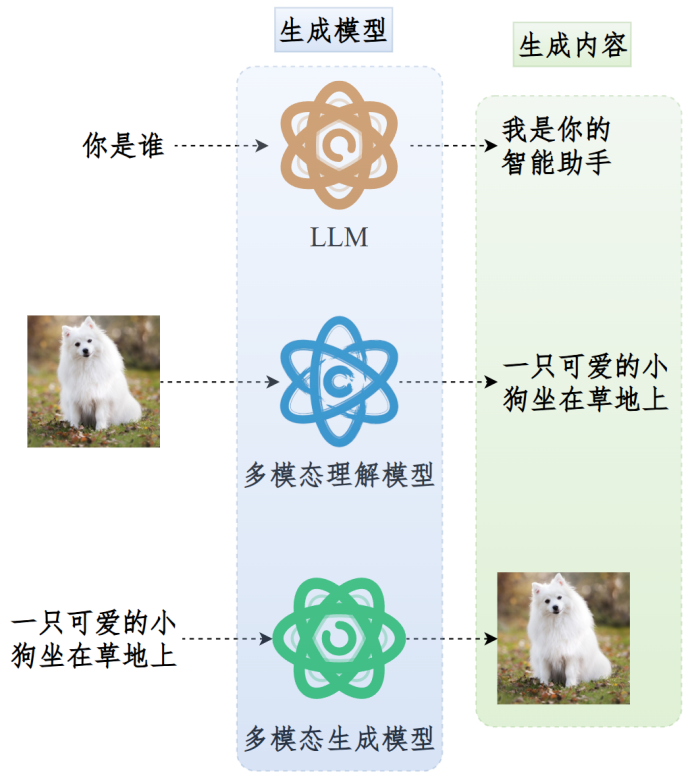 生成模型
生成内容
你是谁
我是你的
智能助手
LLM
一只可爱的小
狗坐在草地上
多模态理解模型
一只可爱的小
狗坐在草地上
多模态生成模型